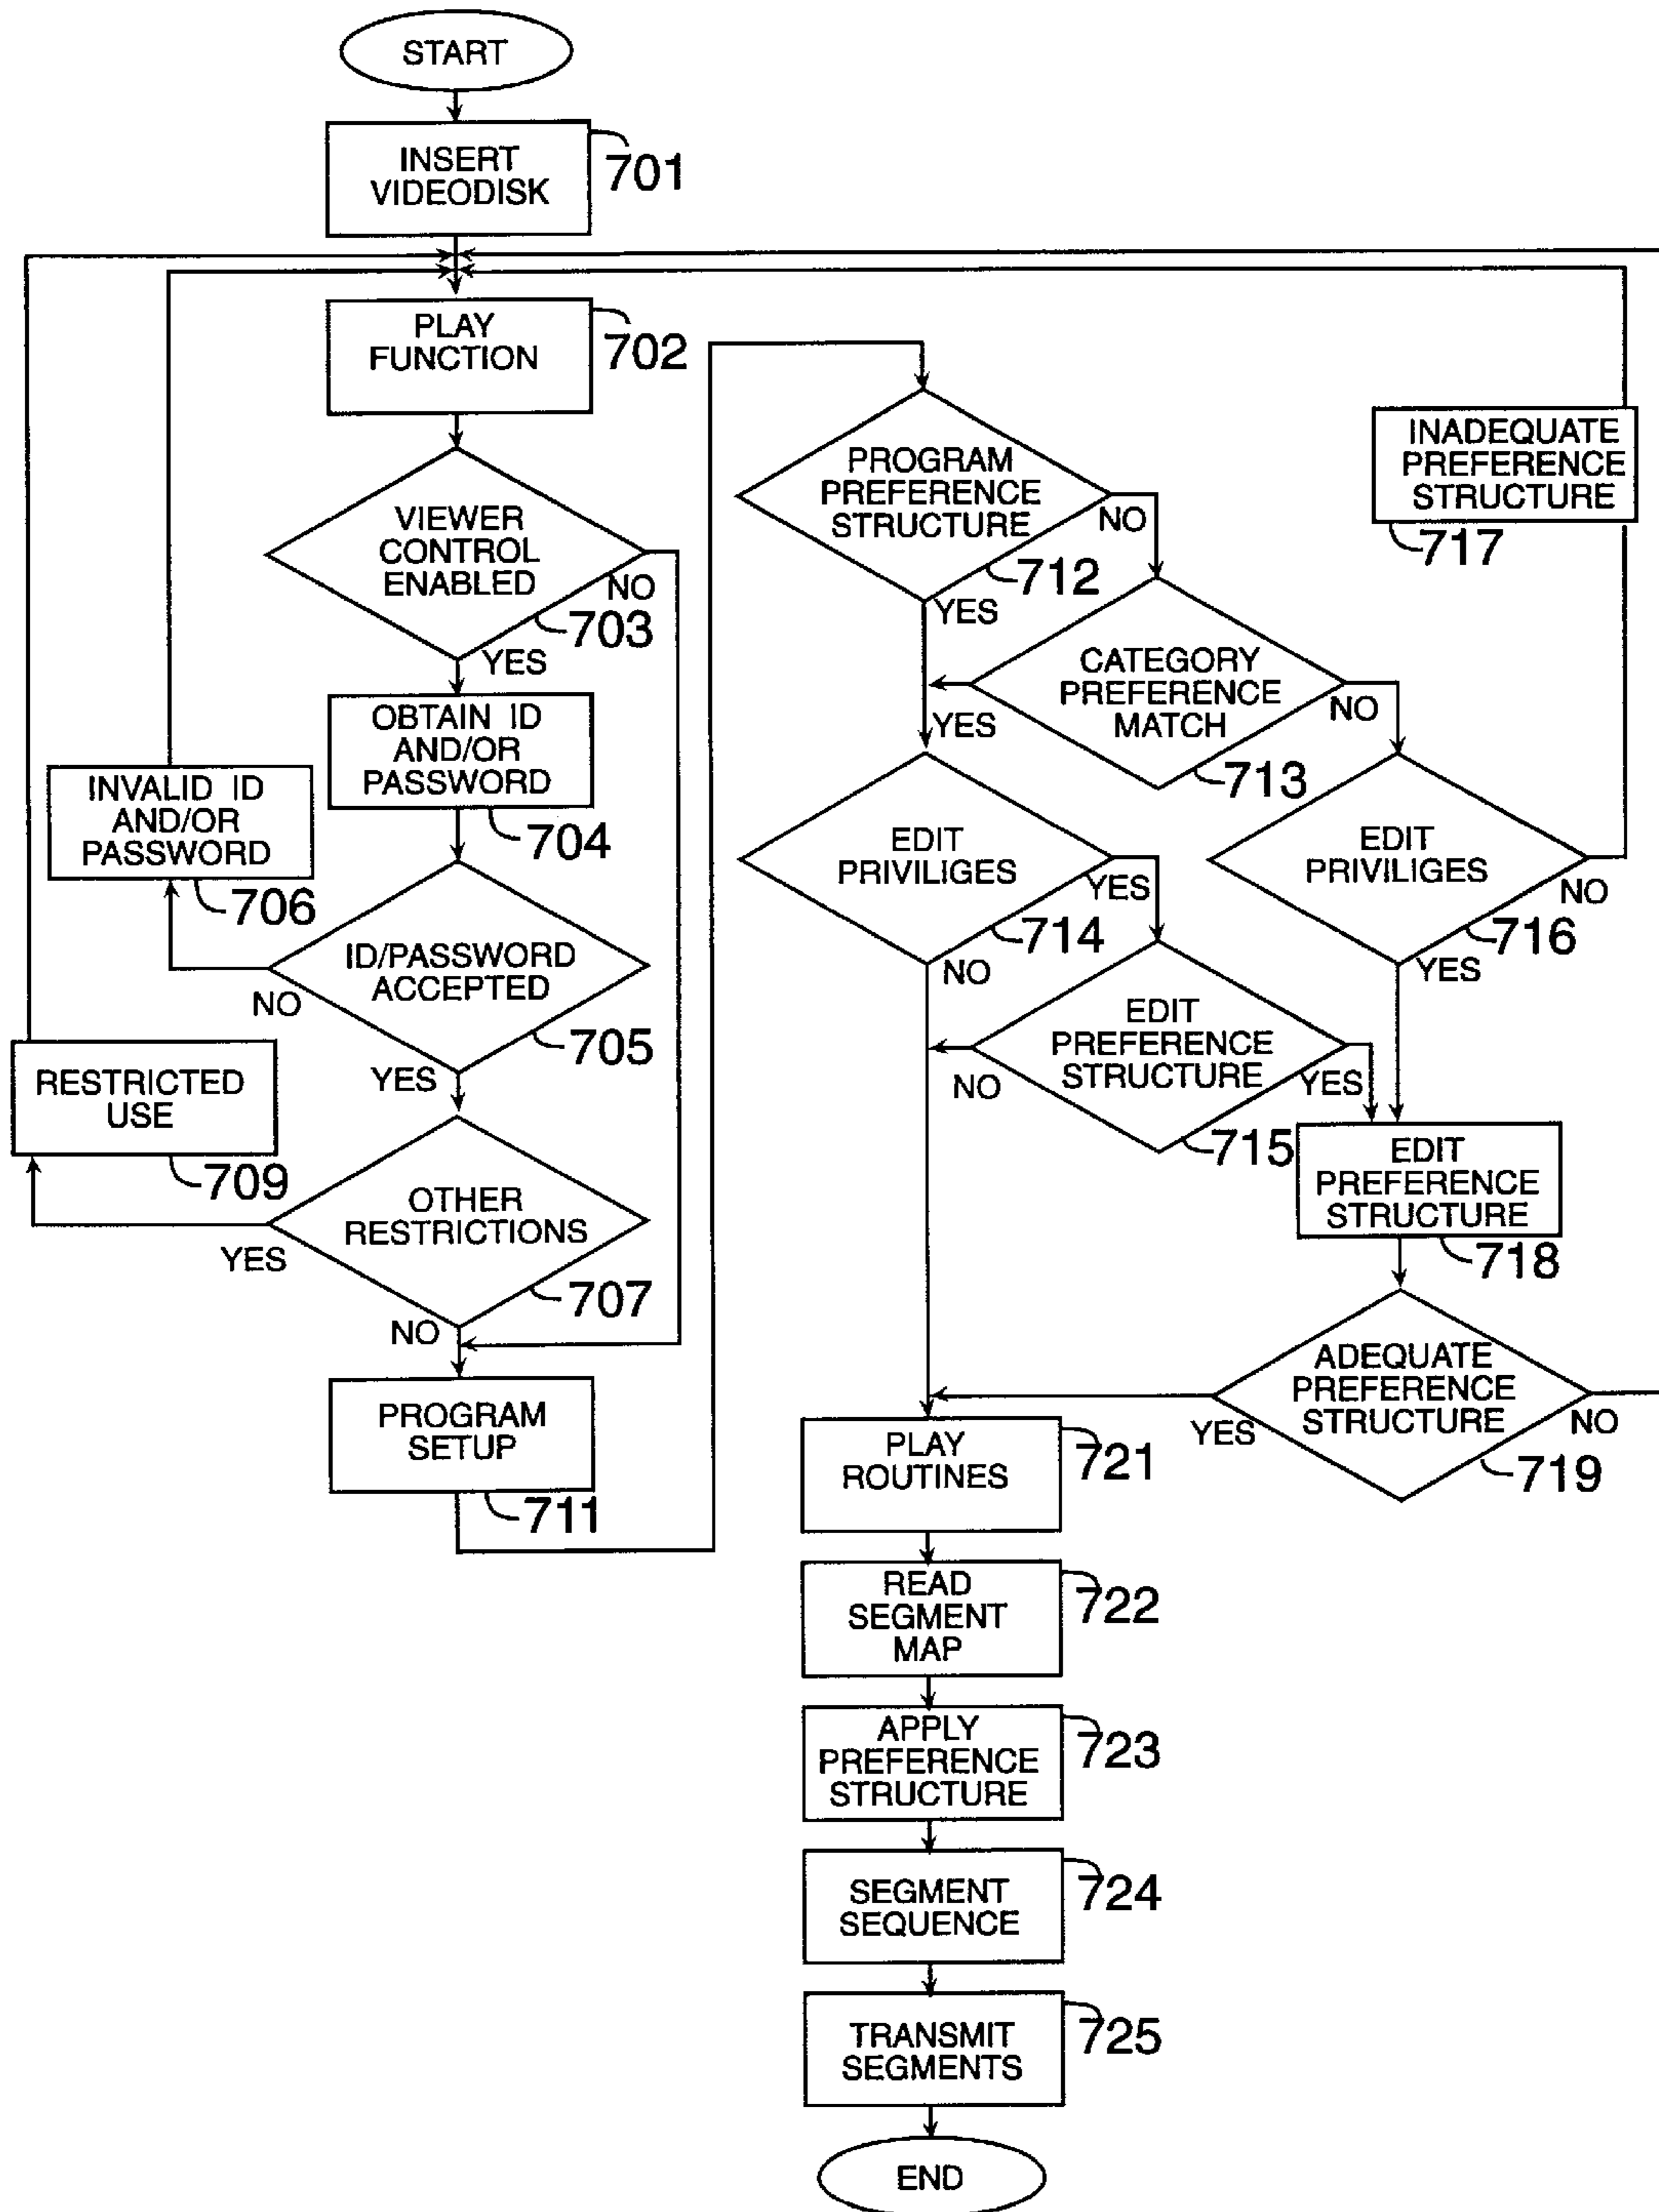 START
INSERT
VIDEODISK
701
PLAY
FUNCTION
702
VIEWER
CONTROL
ENABLED
NO
703
YES
OBTAIN ID
AND/OR
PASSWORD
704
INVALID ID
AND/OR
PASSWORD
706
ID/PASSWORD
ACCEPTED
NO
705
YES
RESTRICTED
USE
709
OTHER
RESTRICTIONS
YES
707
NO
PROGRAM
SETUP
711
PROGRAM
PREFERENCE
STRUCTURE
NO
712
YES
CATEGORY
PREFERENCE
MATCH
YES
NO
713
INADEQUATE
PREFERENCE
STRUCTURE
717
EDIT
PRIVILIGES
YES
714
NO
EDIT
PRIVILIGES
NO
716
YES
EDIT
PREFERENCE
STRUCTURE
NO
YES
715
EDIT
PREFERENCE
STRUCTURE
718
ADEQUATE
PREFERENCE
STRUCTURE
YES
NO
719
PLAY
ROUTINES
721
READ
SEGMENT
MAP
722
APPLY
PREFERENCE
STRUCTURE
723
SEGMENT
SEQUENCE
724
TRANSMIT
SEGMENTS
725
END